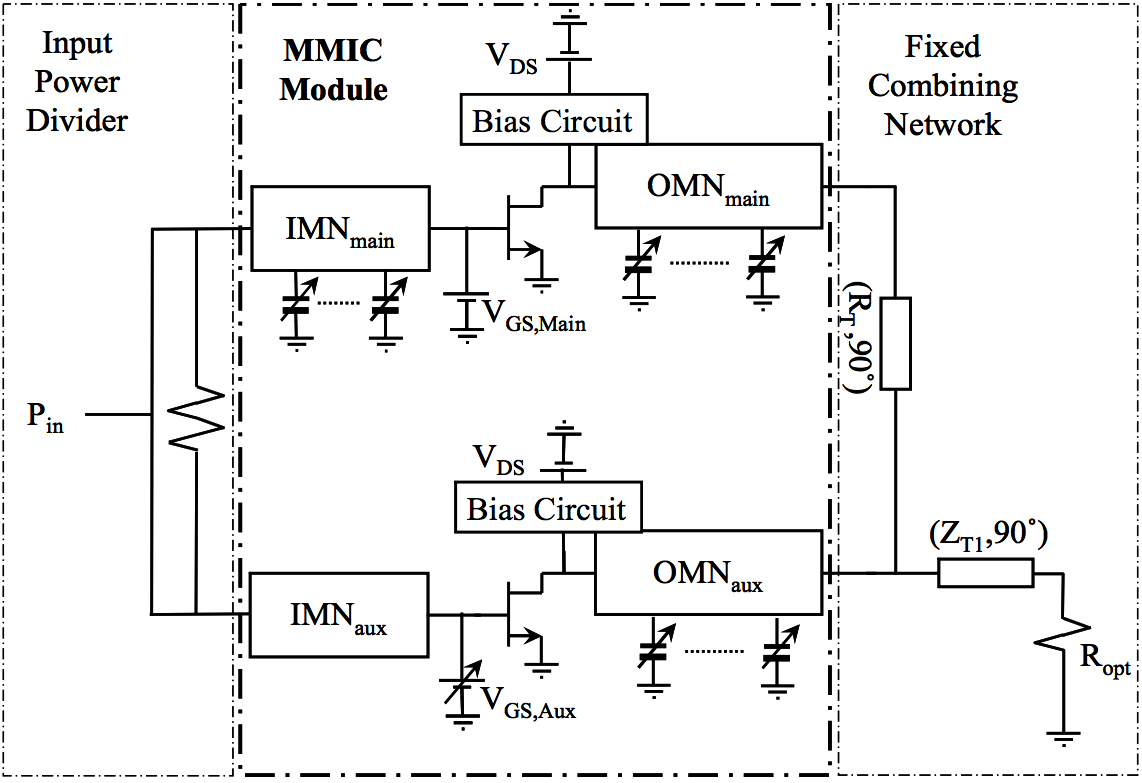 Input
Power
Divider
MMIC
Module
Fixed
Combining
Network
V_DS
Bias Circuit
IMN_main
OMN_main
V_GS,Main
(R_T,90°)
P_in
V_DS
Bias Circuit
IMN_aux
OMN_aux
V_GS,Aux
(Z_T1,90°)
R_opt